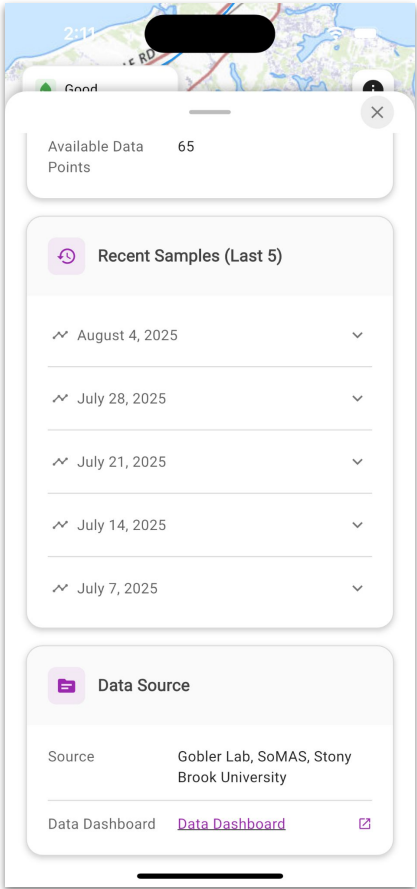 2:11
E RD
Good
Available Data 65
Points
Recent Samples (Last 5)
August 4, 2025
July 28, 2025
July 21, 2025
July 14, 2025
July 7, 2025
Data Source
Source Gobler Lab, SoMAS, Stony
Brook University
Data Dashboard Data Dashboard